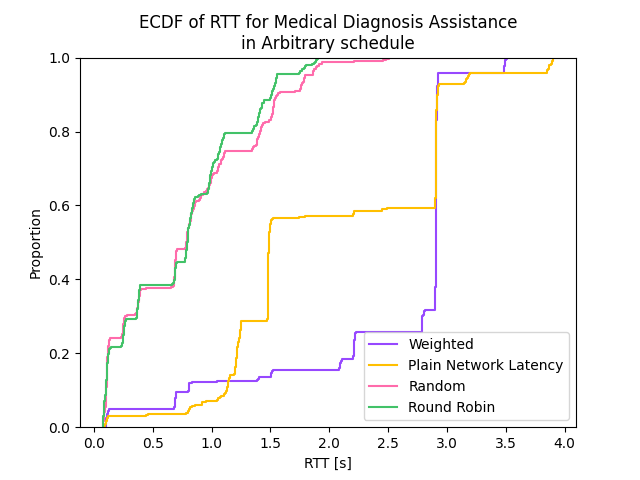 ECDF of RTT for Medical Diagnosis Assistance
in Arbitrary schedule
Proportion
1.0
0.8
0.6
0.4
0.2
0.0
Weighted
Plain Network Latency
Random
Round Robin
0.0 0.5 1.0 1.5 2.0 2.5 3.0 3.5 4.0
RTT [s]